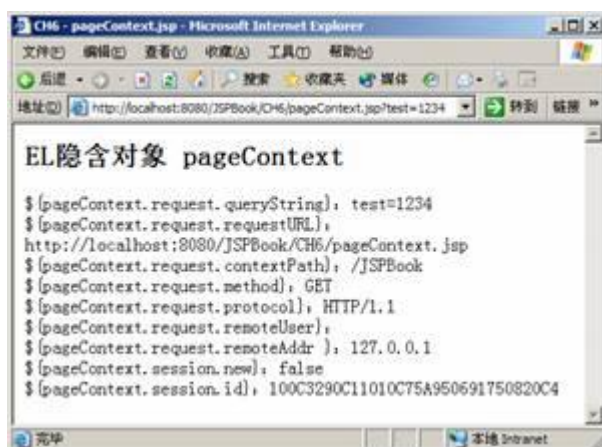 CH6 - pageContext.jsp - Microsoft Internet Explorer
文件(F) 编辑(E) 查看(V) 收藏(A) 工具(T) 帮助(H)
后退 搜索 收藏夹 媒体
地址(D) http://localhost:8080/JSPBook/CH6/pageContext.jsp?test=1234 转到 链接 »
EL隐含对象 pageContext
${pageContext.request.queryString}：test=1234
${pageContext.request.requestURL}：
http://localhost:8080/JSPBook/CH6/pageContext.jsp
${pageContext.request.contextPath}：/JSPBook
${pageContext.request.method}：GET
${pageContext.request.protocol}：HTTP/1.1
${pageContext.request.remoteUser}：
${pageContext.request.remoteAddr }：127.0.0.1
${pageContext.session.new}：false
${pageContext.session.id}：100C3290C11010C75A950691750820C4
完毕 本地 Intranet